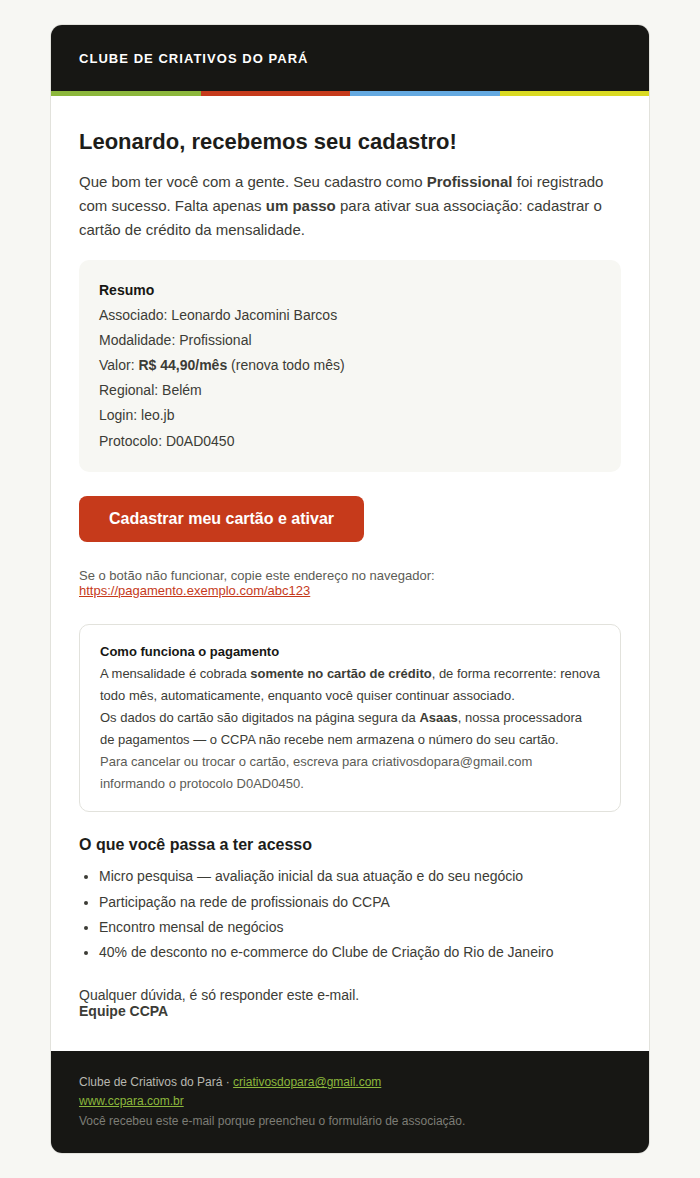 CLUBE DE CRIATIVOS DO PARÁ
Leonardo, recebemos seu cadastro!
Que bom ter você com a gente. Seu cadastro como Profissional foi registrado
com sucesso. Falta apenas um passo para ativar sua associação: cadastrar o
cartão de crédito da mensalidade.
Resumo
Associado: Leonardo Jacomini Barcos
Modalidade: Profissional
Valor: R$ 44,90/mês (renova todo mês)
Regional: Belém
Login: leo.jb
Protocolo: D0AD0450
Cadastrar meu cartão e ativar
Se o botão não funcionar, copie este endereço no navegador:
https://pagamento.exemplo.com/abc123
Como funciona o pagamento
A mensalidade é cobrada somente no cartão de crédito, de forma recorrente: renova
todo mês, automaticamente, enquanto você quiser continuar associado.
Os dados do cartão são digitados na página segura da Asaas, nossa processadora
de pagamentos — o CCPA não recebe nem armazena o número do seu cartão.
Para cancelar ou trocar o cartão, escreva para criativosdopara@gmail.com
informando o protocolo D0AD0450.
O que você passa a ter acesso
• Micro pesquisa — avaliação inicial da sua atuação e do seu negócio
• Participação na rede de profissionais do CCPA
• Encontro mensal de negócios
• 40% de desconto no e-commerce do Clube de Criação do Rio de Janeiro
Qualquer dúvida, é só responder este e-mail.
Equipe CCPA
Clube de Criativos do Pará · criativosdopara@gmail.com
www.ccpara.com.br
Você recebeu este e-mail porque preencheu o formulário de associação.